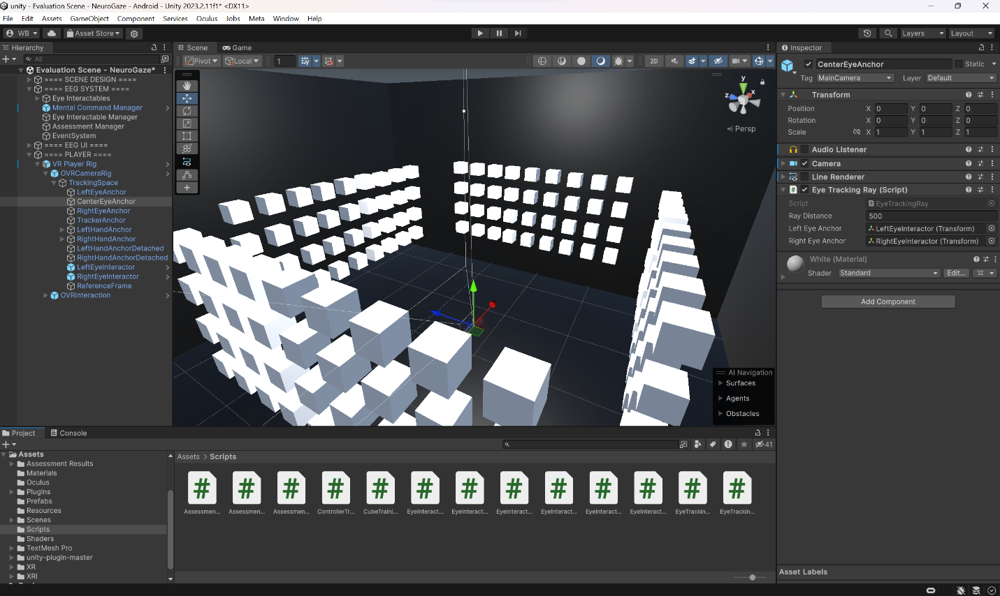 unity - Evaluation Scene - NeuroGaze - Android - Unity 2023.2.11f1* <DX11>
File Edit Assets GameObject Component Services Oculus Jobs Meta Window Help
WB Asset Store Layers Layout
Hierarchy
All
Evaluation Scene - NeuroGaze*
==== SCENE DESIGN ====
==== EEG SYSTEM ====
Eye Interactables
Mental Command Manager
Eye Interactable Manager
Assessment Manager
EventSystem
==== EEG UI ====
==== PLAYER ====
VR Player Rig
OVRCameraRig
TrackingSpace
LeftEyeAnchor
CenterEyeAnchor
RightEyeAnchor
TrackerAnchor
LeftHandAnchor
RightHandAnchor
LeftHandAnchorDetached
RightHandAnchorDetached
LeftEyeInteractor
RightEyeInteractor
ReferenceFrame
OVRInteraction
Scene Game
Pivot Local 1 2D
y
z x
Persp
AI Navigation
Surfaces
Agents
Obstacles
Inspector
CenterEyeAnchor Static
Tag MainCamera Layer Default
Transform
Position X 0 Y 0 Z 0
Rotation X 0 Y 0 Z 0
Scale X 1 Y 1 Z 1
Audio Listener
Camera
Line Renderer
Eye Tracking Ray (Script)
Script EyeTrackingRay
Ray Distance 500
Left Eye Anchor LeftEyeInteractor (Transform)
Right Eye Anchor RightEyeInteractor (Transform)
White (Material)
Shader Standard Edit...
Add Component
Asset Labels
Project Console
41
Assets
Assessment Results
Materials
Oculus
Plugins
Prefabs
Resources
Scenes
Scripts
Shaders
TextMesh Pro
unity-plugin-master
XR
XRI
Assets > Scripts
# # # # # # # # # # # # #
Assessmen... Assessmen... Assessmen... ControllerTr... CubeTraini... EyeInteract... EyeInteract... EyeInteract... EyeInteract... EyeInteract... EyeInteract... EyeTrackin... EyeTrackin...